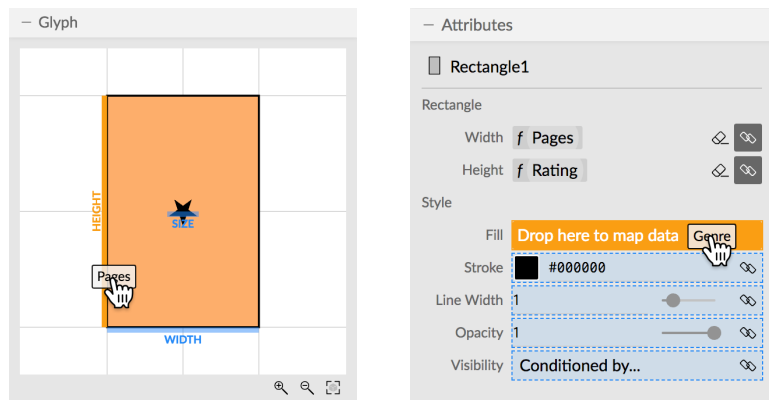 Glyph
HEIGHT
SIZE
Pages
WIDTH
Attributes
Rectangle1
Rectangle
Width f Pages
Height f Rating
Style
Fill Drop here to map data Genre
Stroke #000000
Line Width 1
Opacity 1
Visibility Conditioned by...